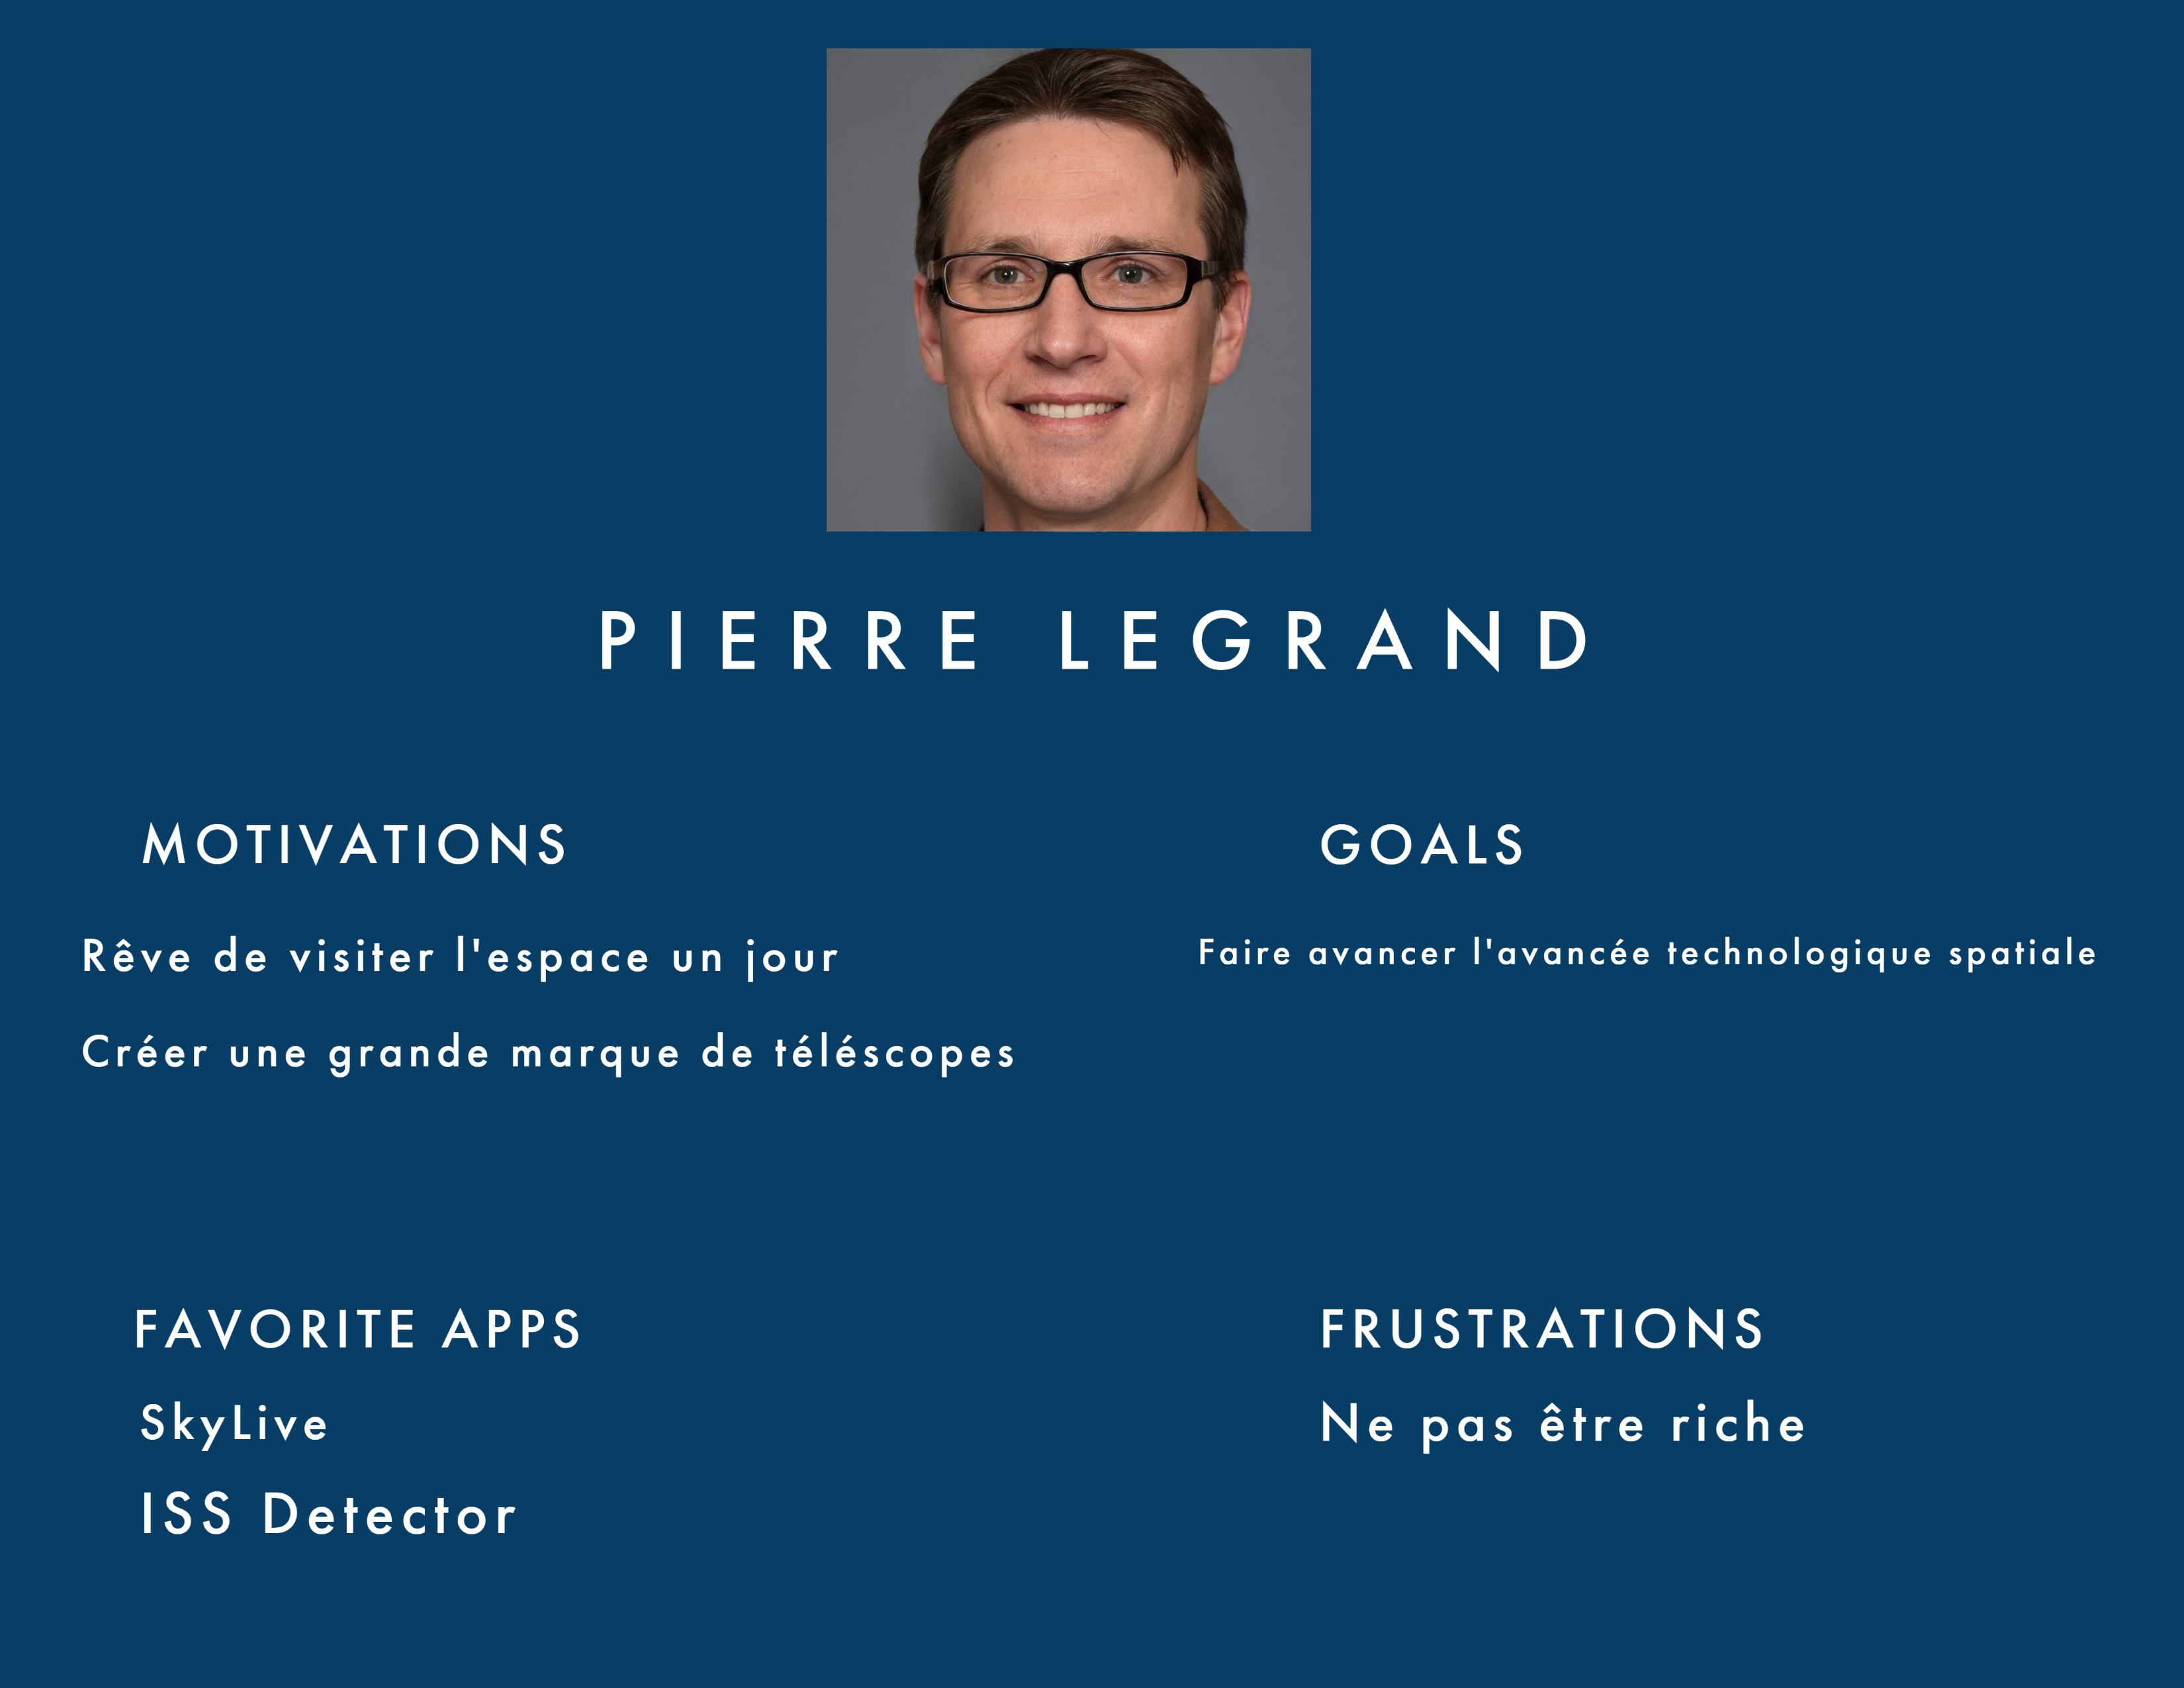 PIERRE LEGRAND
MOTIVATIONS
Rêve de visiter l'espace un jour
Créer une grande marque de téléscopes
GOALS
Faire avancer l'avancée technologique spatiale
FAVORITE APPS
SkyLive
ISS Detector
FRUSTRATIONS
Ne pas être riche